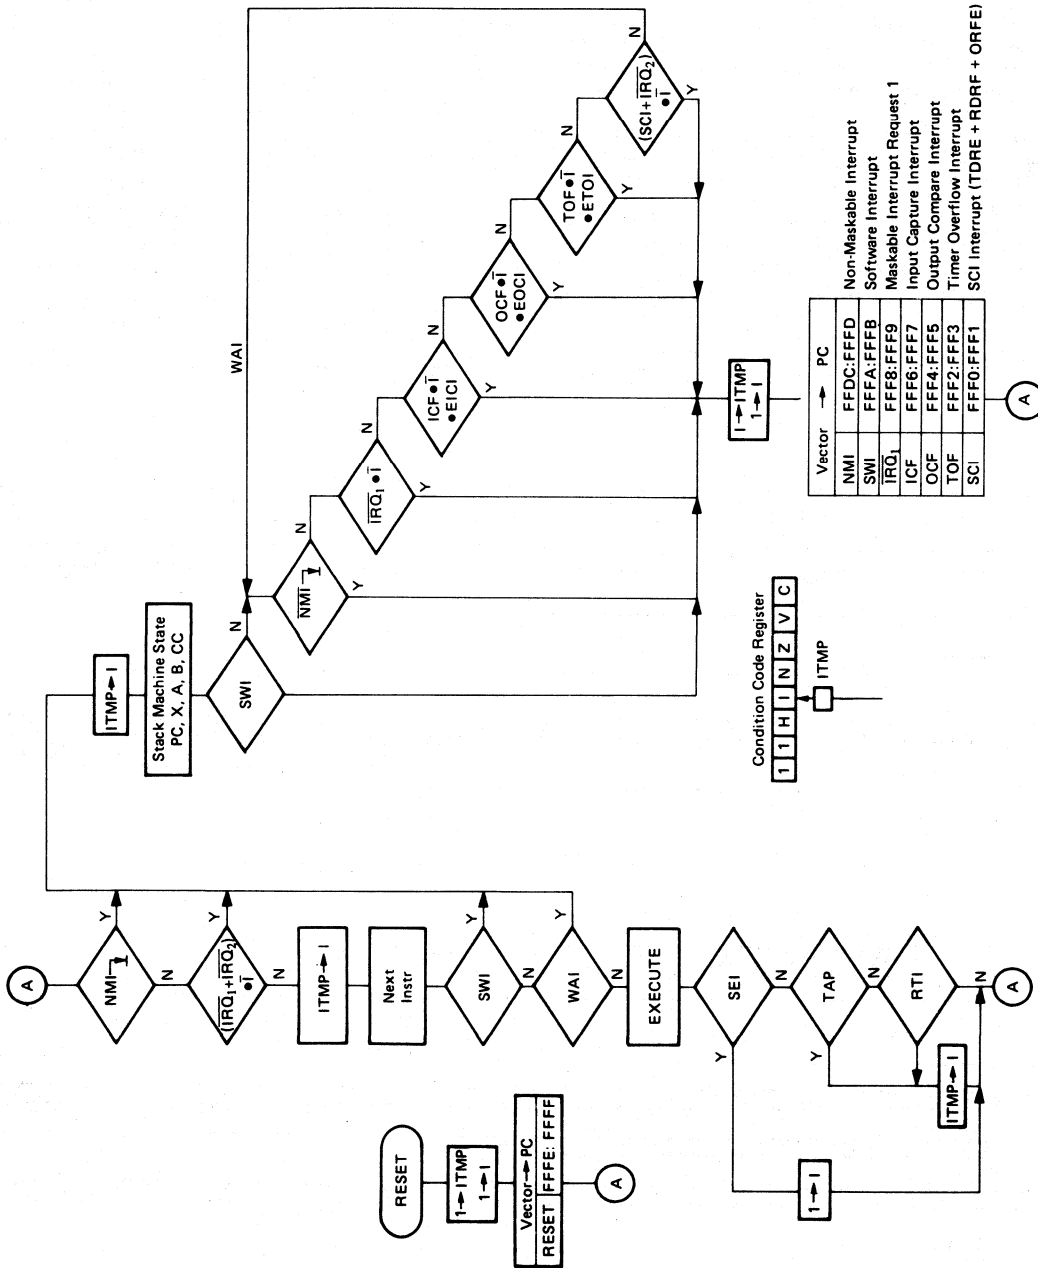 A
NMI
Y
N
(IRQ1+IRQ2)
•I
Y
N
ITMP→I
Next
Instr
SWI
Y
N
WAI
Y
N
EXECUTE
SEI
Y
N
TAP
Y
N
RTI
N
ITMP→I
1→I
A
RESET
1→ITMP
1→I
Vector→PC
RESET FFFE: FFFF
A
ITMP→I
Stack Machine State
PC, X, A, B, CC
SWI
N
WAI
NMI
N
Y
IRQ1•I
N
Y
ICF•I
•EICI
N
Y
OCF•I
•EOCI
N
Y
TOF•I
•ETOI
N
Y
(SCI+IRQ2)
•I
N
Y
I→ITMP
1→I
Vector → PC
NMI FFDC:FFFD Non-Maskable Interrupt
SWI FFFA:FFFB Software Interrupt
IRQ1 FFF8:FFF9 Maskable Interrupt Request 1
ICF FFF6:FFF7 Input Capture Interrupt
OCF FFF4:FFF5 Output Compare Interrupt
TOF FFF2:FFF3 Timer Overflow Interrupt
SCI FFF0:FFF1 SCI Interrupt (TDRE + RDRF + ORFE)
A
Condition Code Register
1 1 H I N Z V C
ITMP